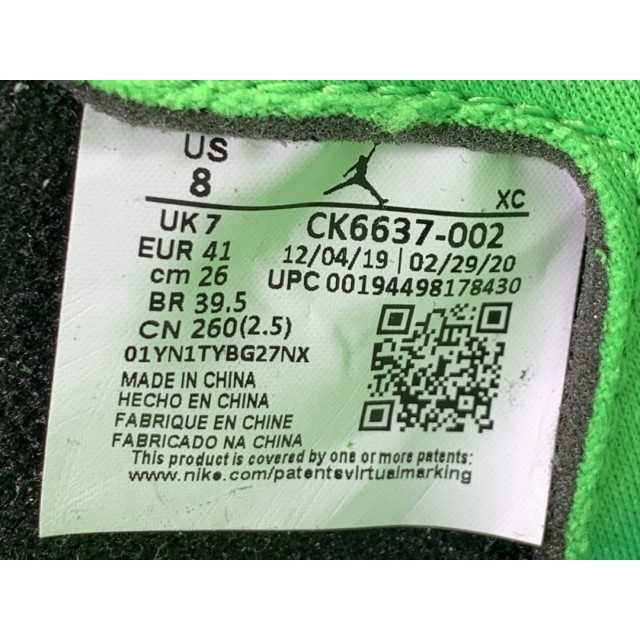 US
8
XC
UK 7
CK6637-002
EUR 41
12/04/19 | 02/29/20
cm 26
UPC 00194498178430
BR 39.5
CN 260(2.5)
01YN1TYBG27NX
MADE IN CHINA
HECHO EN CHINA
FABRIQUE EN CHINE
FABRICADO NA CHINA
This product is covered by one or more patents:
www.nike.com/patentsvirtualmarking